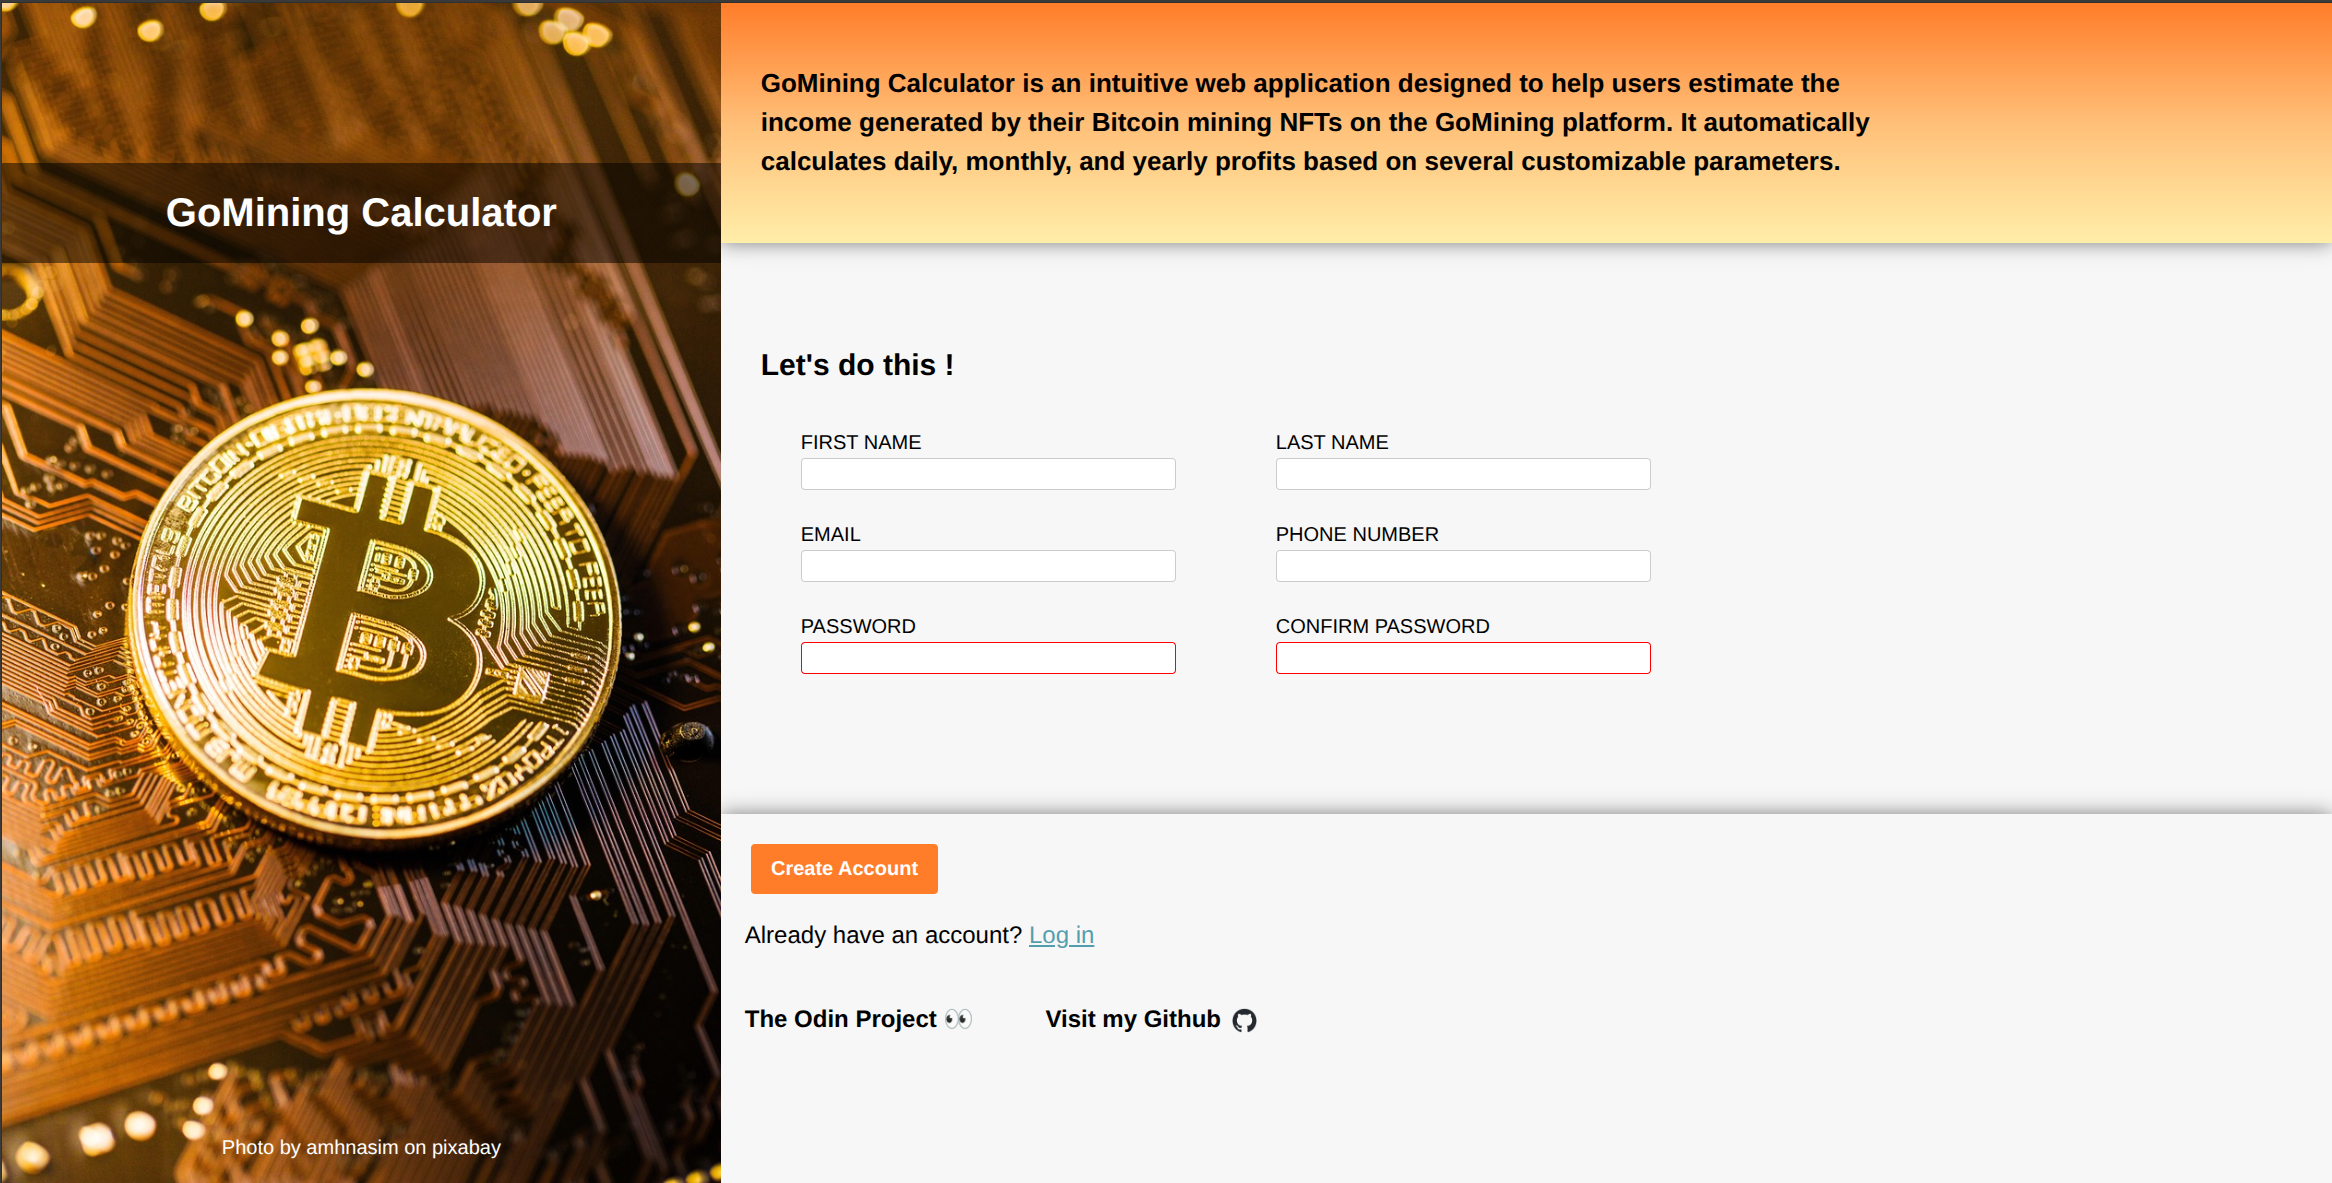 GoMining Calculator
Photo by amhnasim on pixabay
GoMining Calculator is an intuitive web application designed to help users estimate the
income generated by their Bitcoin mining NFTs on the GoMining platform. It automatically
calculates daily, monthly, and yearly profits based on several customizable parameters.
Let's do this !
FIRST NAME
LAST NAME
EMAIL
PHONE NUMBER
PASSWORD
CONFIRM PASSWORD
Create Account
Already have an account? Log in
The Odin Project 👀
Visit my Github